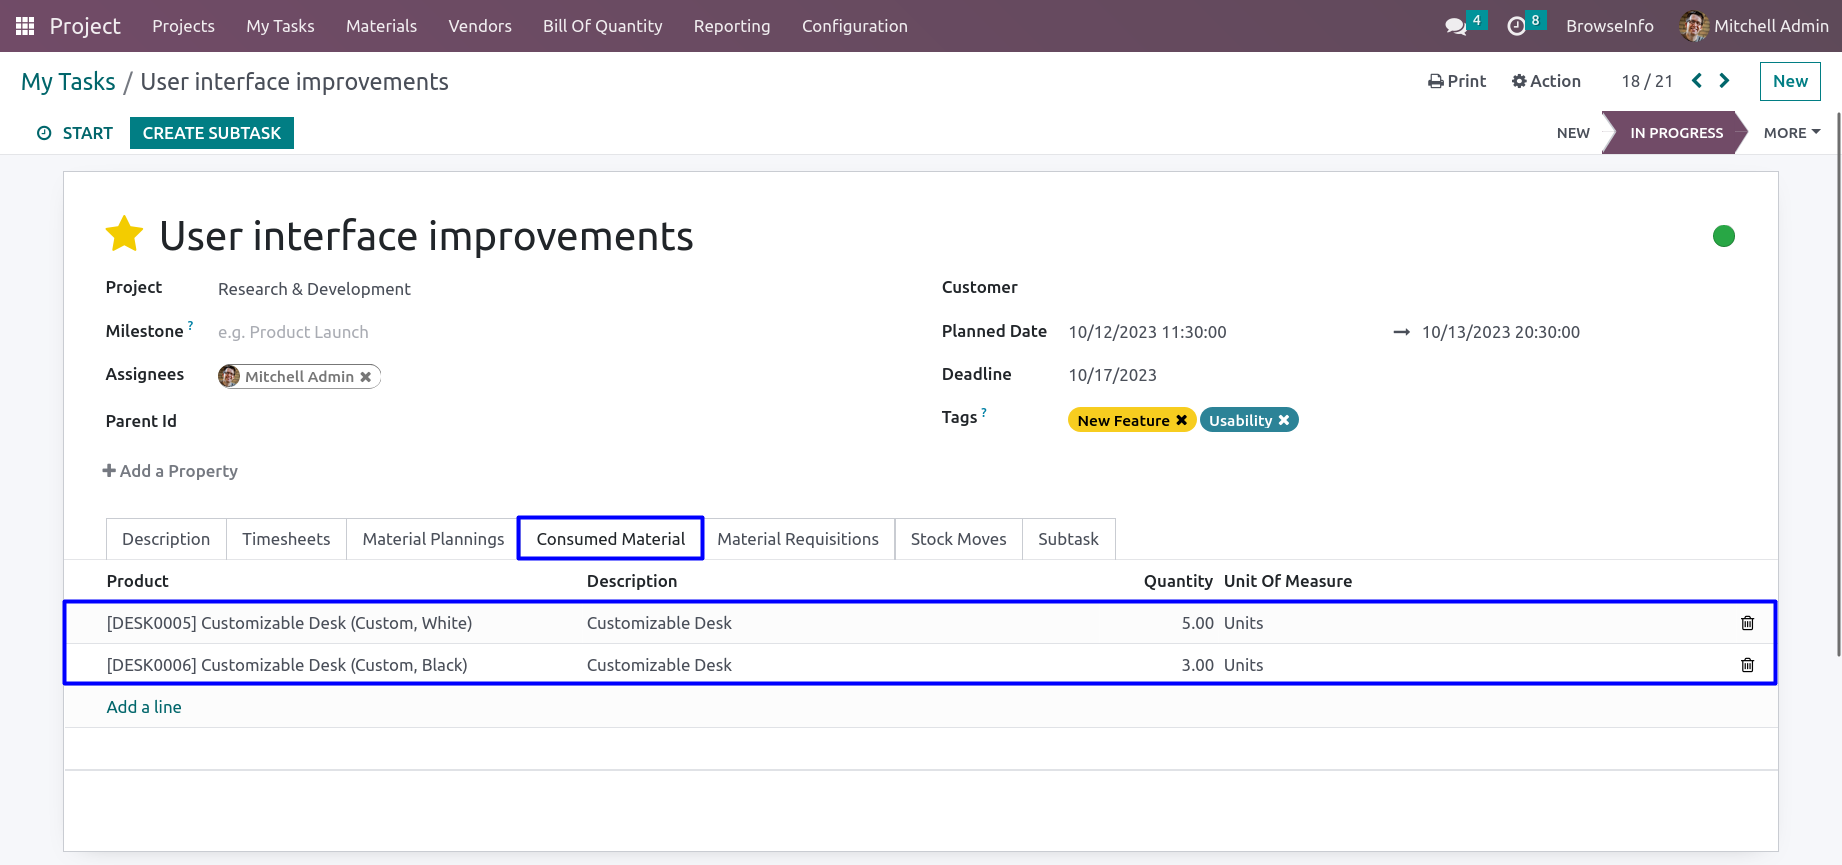 Project Projects My Tasks Materials Vendors Bill Of Quantity Reporting Configuration 4 8 BrowseInfo Mitchell Admin
My Tasks / User interface improvements Print Action 18 / 21 New
START CREATE SUBTASK NEW IN PROGRESS MORE
User interface improvements
Project Research & Development Customer
Milestone ? e.g. Product Launch Planned Date 10/12/2023 11:30:00 → 10/13/2023 20:30:00
Assignees Mitchell Admin Deadline 10/17/2023
Parent Id Tags ? New Feature Usability
Add a Property
Description Timesheets Material Plannings Consumed Material Material Requisitions Stock Moves Subtask
Product Description Quantity Unit Of Measure
[DESK0005] Customizable Desk (Custom, White) Customizable Desk 5.00 Units
[DESK0006] Customizable Desk (Custom, Black) Customizable Desk 3.00 Units
Add a line